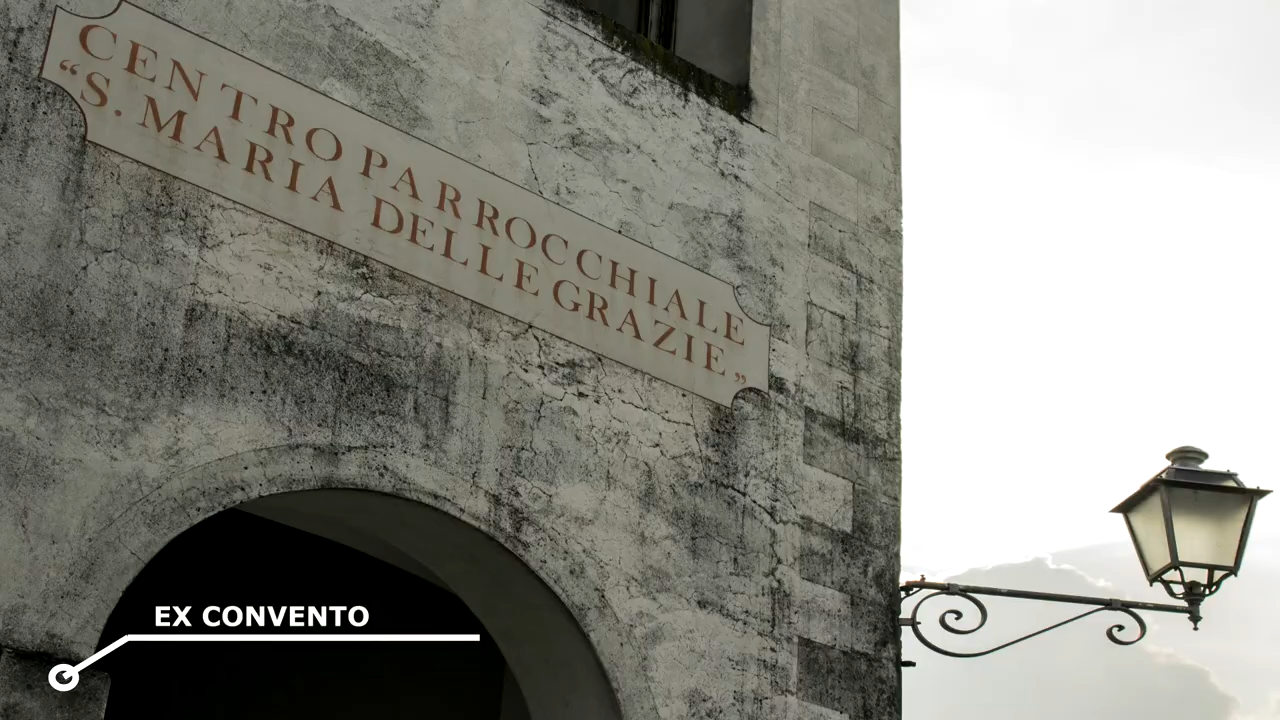 CENTRO PARROCCHIALE
“S. MARIA DELLE GRAZIE„
EX CONVENTO